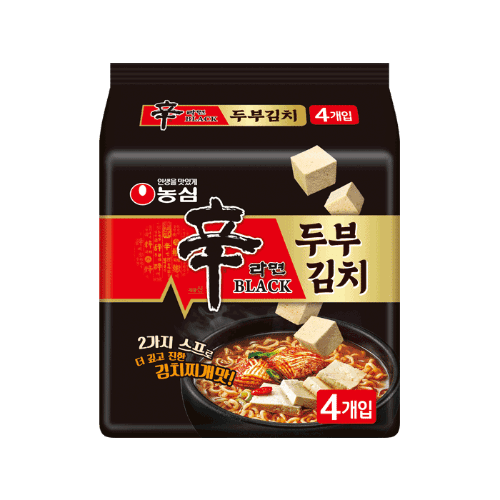 辛 라면 BLACK 두부김치 4개입
인생을 맛있게
농심
辛 라면 BLACK
두부
김치
2가지 스프로
더 깊고 진한
김치찌개맛!
4개입